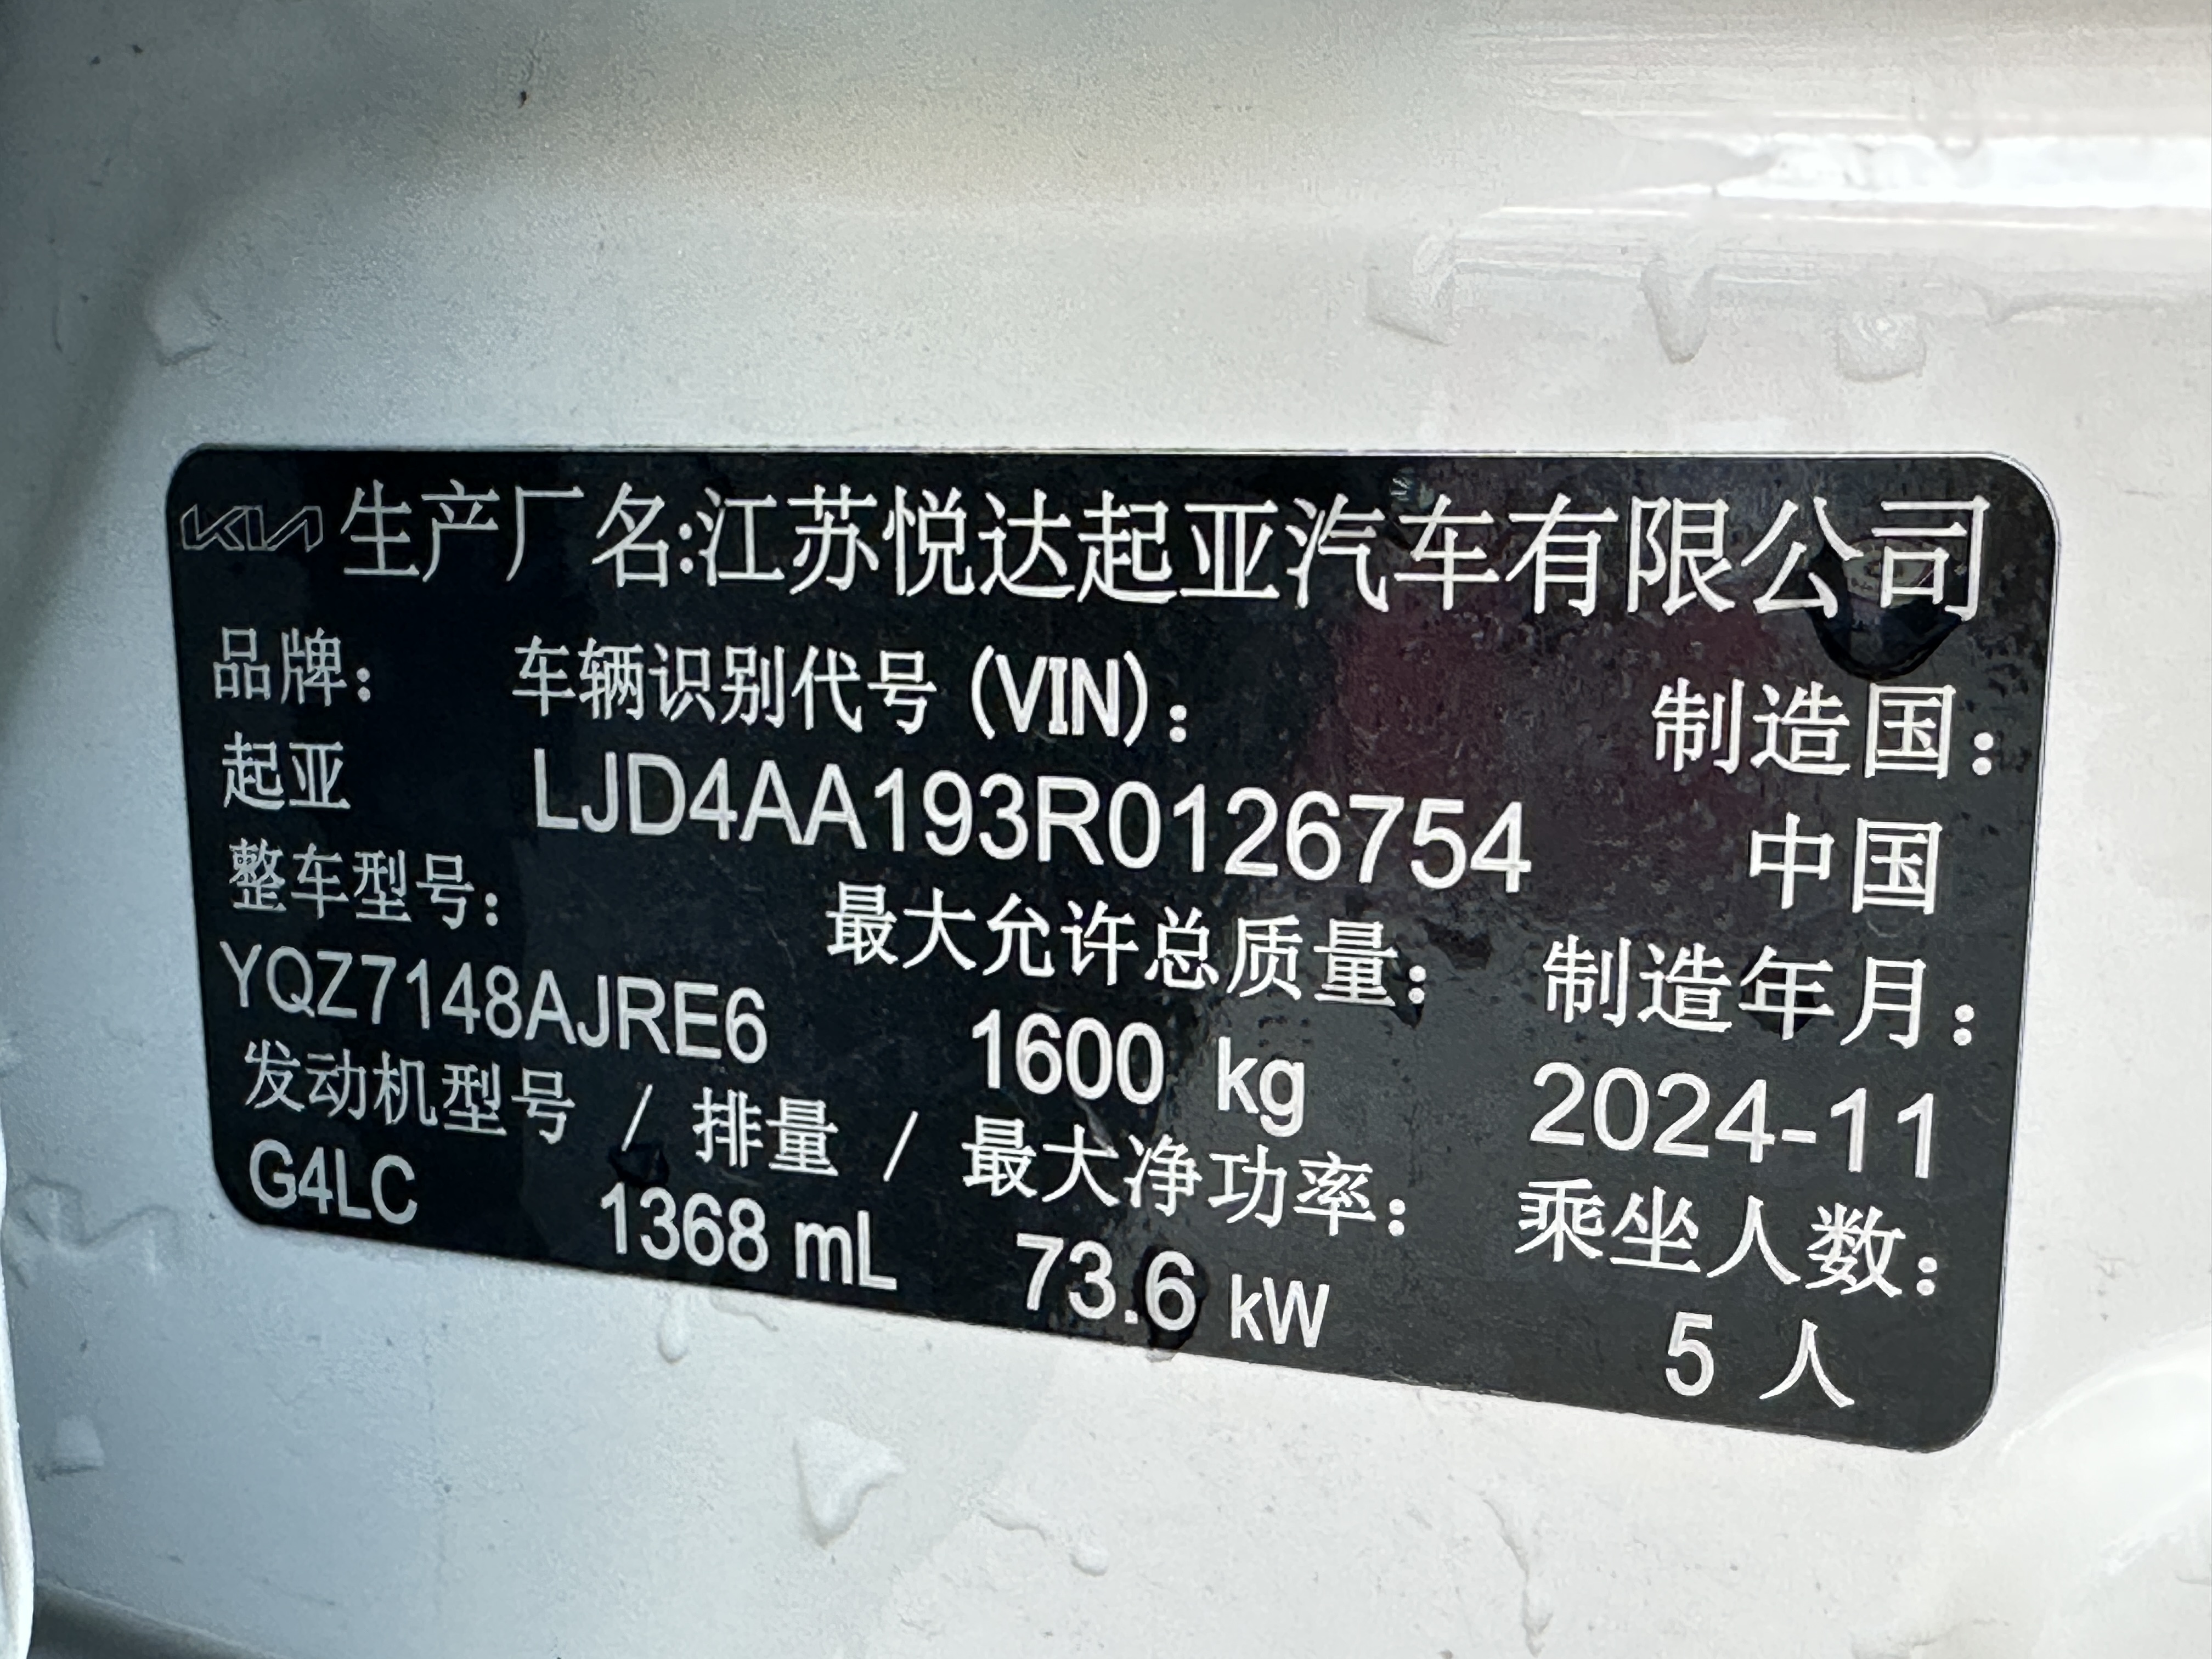 KIA 生产厂名:江苏悦达起亚汽车有限公司
品牌： 车辆识别代号 (VIN)： 制造国：
起亚 LJD4AA193R0126754 中国
整车型号： 最大允许总质量： 制造年月：
YQZ7148AJRE6 1600 kg 2024-11
发动机型号 / 排量 / 最大净功率： 乘坐人数：
G4LC 1368 mL 73.6 kW 5 人